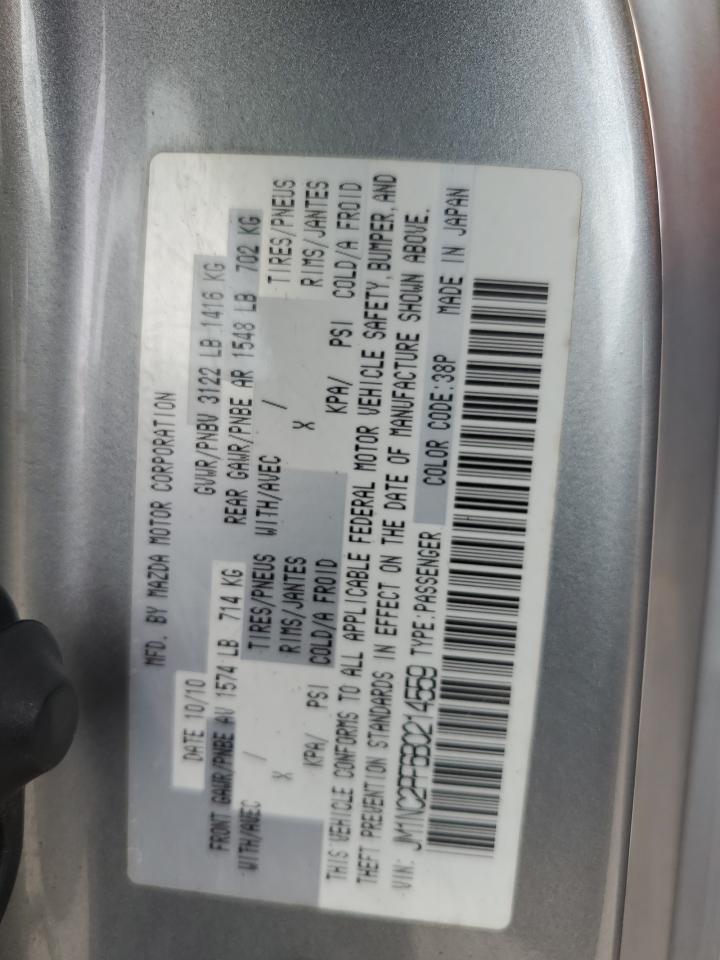 MFD. BY MAZDA MOTOR CORPORATION
DATE 10/10 GVWR/PNBV 3122 LB 1416 KG
FRONT GAWR/PNBE AV 1574 LB 714 KG REAR GAWR/PNBE AR 1548 LB 702 KG
WITH/AVEC / TIRES/PNEUS WITH/AVEC / TIRES/PNEUS
X RIMS/JANTES X RIMS/JANTES
KPA/ PSI COLD/A FROID KPA/ PSI COLD/A FROID
THIS VEHICLE CONFORMS TO ALL APPLICABLE FEDERAL MOTOR VEHICLE SAFETY, BUMPER, AND
THEFT PREVENTION STANDARDS IN EFFECT ON THE DATE OF MANUFACTURE SHOWN ABOVE.
VIN: JM1NC2PF6B0214559 TYPE:PASSENGER COLOR CODE:38P MADE IN JAPAN